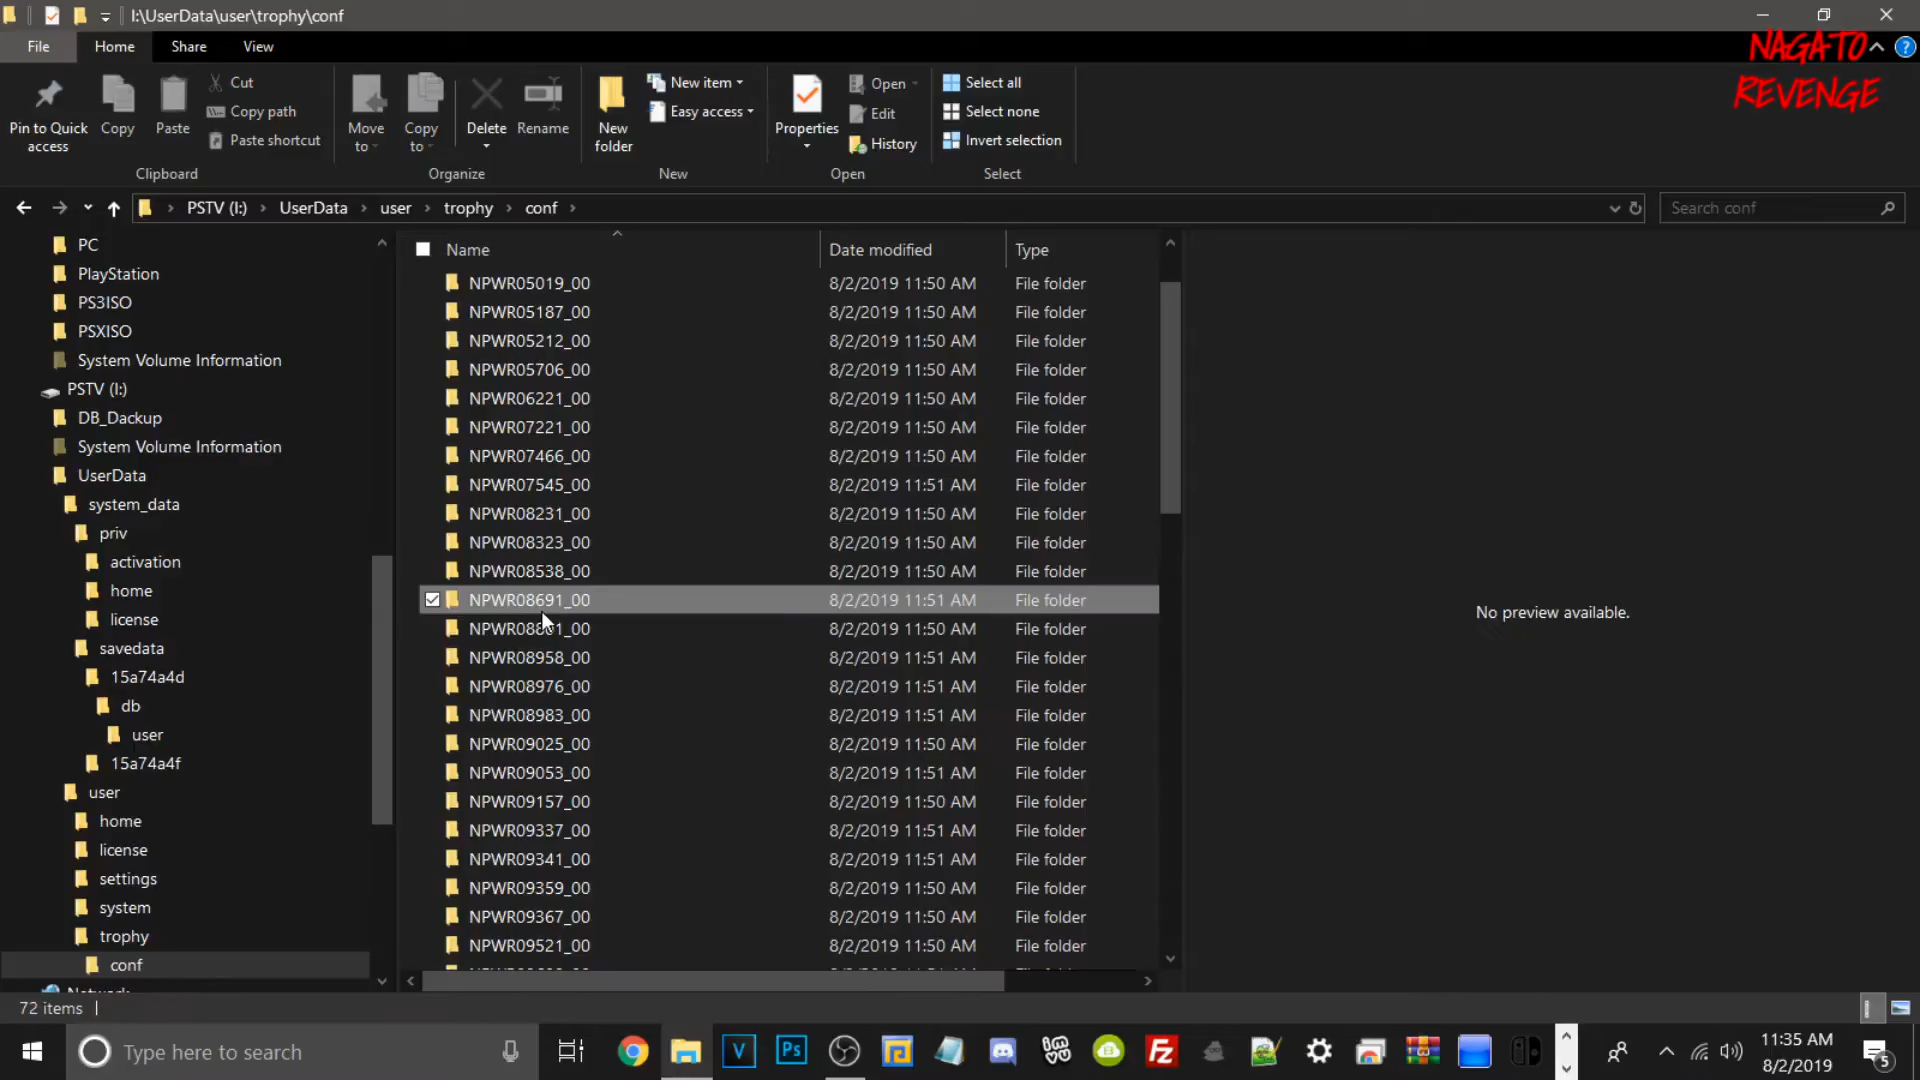 I:\UserData\user\trophy\conf
File
Home
Share
View
NAGATO
REVENGE
Pin to Quick
access
Copy
Paste
Cut
Copy path
Paste shortcut
Clipboard
Move
to
Copy
to
Delete
Rename
Organize
New
folder
New item
Easy access
New
Properties
Open
Edit
History
Open
Select all
Select none
Invert selection
Select
PSTV (I:) > UserData > user > trophy > conf >
Search conf
PC
PlayStation
PS3ISO
PSXISO
System Volume Information
PSTV (I:)
DB_Dackup
System Volume Information
UserData
system_data
priv
activation
home
license
savedata
15a74a4d
db
user
15a74a4f
user
home
license
settings
system
trophy
conf
Name Date modified Type
NPWR05019_00 8/2/2019 11:50 AM File folder
NPWR05187_00 8/2/2019 11:50 AM File folder
NPWR05212_00 8/2/2019 11:50 AM File folder
NPWR05706_00 8/2/2019 11:50 AM File folder
NPWR06221_00 8/2/2019 11:50 AM File folder
NPWR07221_00 8/2/2019 11:50 AM File folder
NPWR07466_00 8/2/2019 11:50 AM File folder
NPWR07545_00 8/2/2019 11:51 AM File folder
NPWR08231_00 8/2/2019 11:50 AM File folder
NPWR08323_00 8/2/2019 11:50 AM File folder
NPWR08538_00 8/2/2019 11:50 AM File folder
NPWR08691_00 8/2/2019 11:51 AM File folder
8/2/2019 11:50 AM File folder
NPWR08958_00 8/2/2019 11:51 AM File folder
NPWR08976_00 8/2/2019 11:51 AM File folder
NPWR08983_00 8/2/2019 11:51 AM File folder
NPWR09025_00 8/2/2019 11:50 AM File folder
NPWR09053_00 8/2/2019 11:51 AM File folder
NPWR09157_00 8/2/2019 11:50 AM File folder
NPWR09337_00 8/2/2019 11:51 AM File folder
NPWR09341_00 8/2/2019 11:51 AM File folder
NPWR09359_00 8/2/2019 11:50 AM File folder
NPWR09367_00 8/2/2019 11:50 AM File folder
NPWR09521_00 8/2/2019 11:50 AM File folder
No preview available.
72 items
Type here to search
V
Ps
Fz
11:35 AM
8/2/2019
5